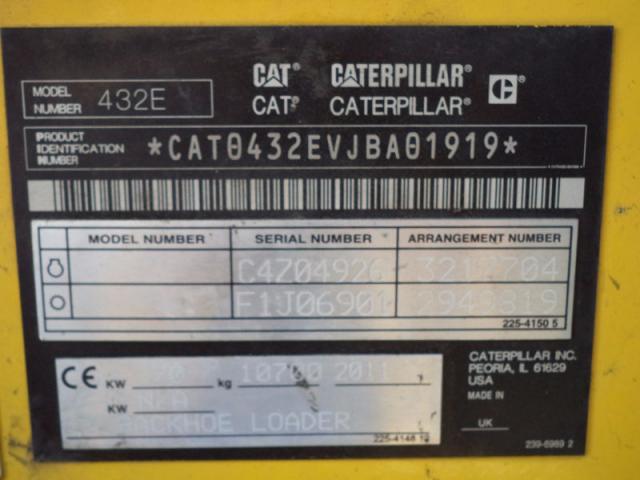 CAT® CATERPILLAR® C
MODEL NUMBER 432E
CAT® CATERPILLAR®
PRODUCT IDENTIFICATION NUMBER *CAT0432EVJBA01919*
MODEL NUMBER SERIAL NUMBER ARRANGEMENT NUMBER
C4Z04926
F1J06901
225-4150 5
CE KW 70 kg 2011
KW N/A
BACKHOE LOADER
225-4148
CATERPILLAR INC.
PEORIA, IL 61629
USA
MADE IN
UK
239-6989 2